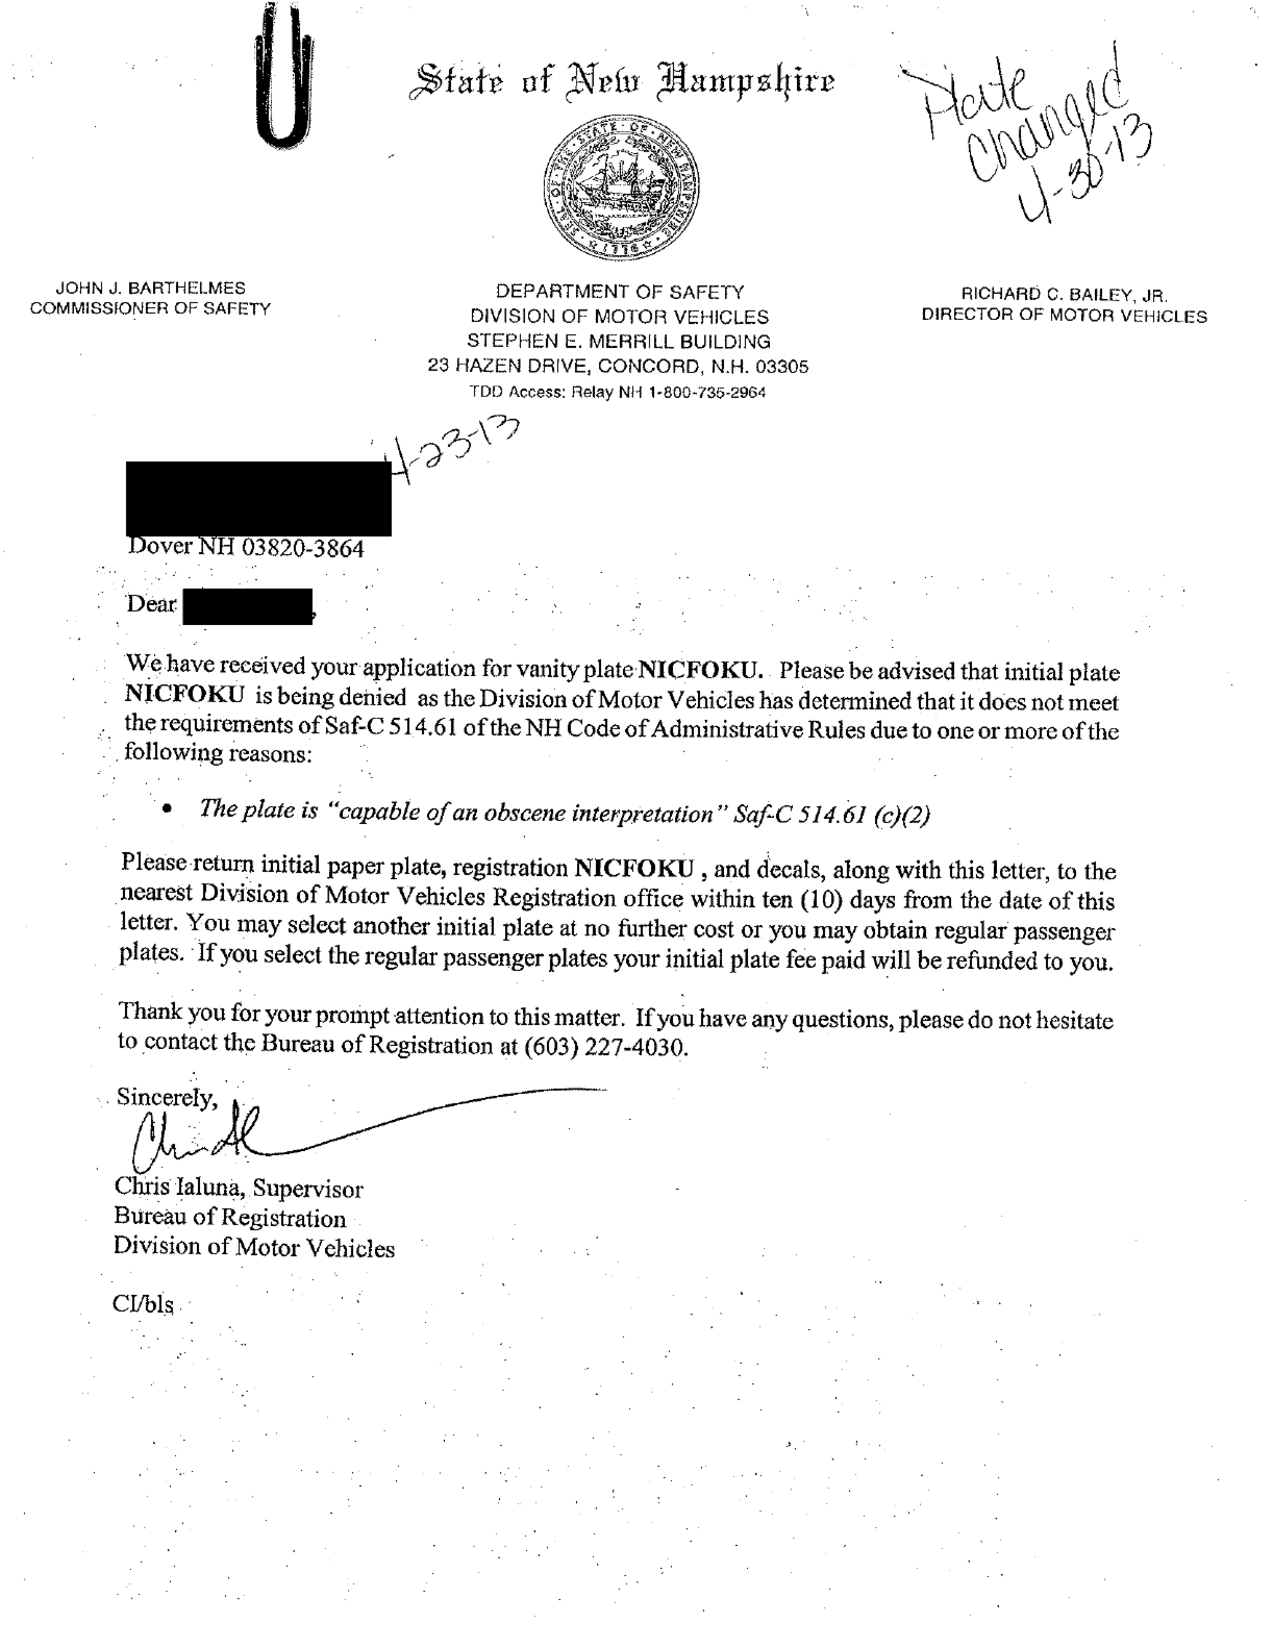 State of New Hampshire
Plate
Changed
4-30-13
SEAL · OF · THE · STATE · OF · NEW HAMPSHIRE
1776
JOHN J. BARTHELMES
COMMISSIONER OF SAFETY
DEPARTMENT OF SAFETY
DIVISION OF MOTOR VEHICLES
STEPHEN E. MERRILL BUILDING
23 HAZEN DRIVE, CONCORD, N.H. 03305
TDD Access: Relay NH 1-800-735-2964
RICHARD C. BAILEY, JR.
DIRECTOR OF MOTOR VEHICLES
4-23-13
Dover NH 03820-3864
Dear ,
We have received your application for vanity plate NICFOKU. Please be advised that initial plate
NICFOKU is being denied as the Division of Motor Vehicles has determined that it does not meet
the requirements of Saf-C 514.61 of the NH Code of Administrative Rules due to one or more of the
following reasons:
• The plate is “capable of an obscene interpretation” Saf-C 514.61 (c)(2)
Please return initial paper plate, registration NICFOKU , and decals, along with this letter, to the
nearest Division of Motor Vehicles Registration office within ten (10) days from the date of this
letter. You may select another initial plate at no further cost or you may obtain regular passenger
plates. If you select the regular passenger plates your initial plate fee paid will be refunded to you.
Thank you for your prompt attention to this matter. If you have any questions, please do not hesitate
to contact the Bureau of Registration at (603) 227-4030.
Sincerely,
Chris Ialuna, Supervisor
Bureau of Registration
Division of Motor Vehicles
CI/bls